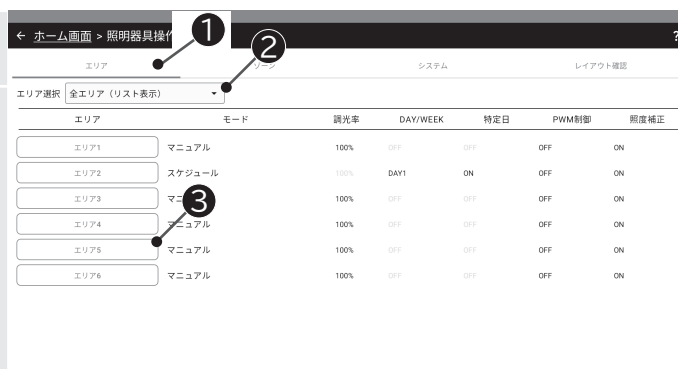 ← ホーム画面 > 照明器具操作
?
1
2
エリア ゾーン システム レイアウト確認
エリア選択 全エリア（リスト表示）
エリア モード 調光率 DAY/WEEK 特定日 PWM制御 照度補正
エリア1 マニュアル 100% OFF OFF OFF ON
エリア2 スケジュール 100% DAY1 ON OFF ON
エリア3 マニュアル 100% OFF OFF OFF ON
3
エリア4 マニュアル 100% OFF OFF OFF ON
エリア5 マニュアル 100% OFF OFF OFF ON
エリア6 マニュアル 100% OFF OFF OFF ON